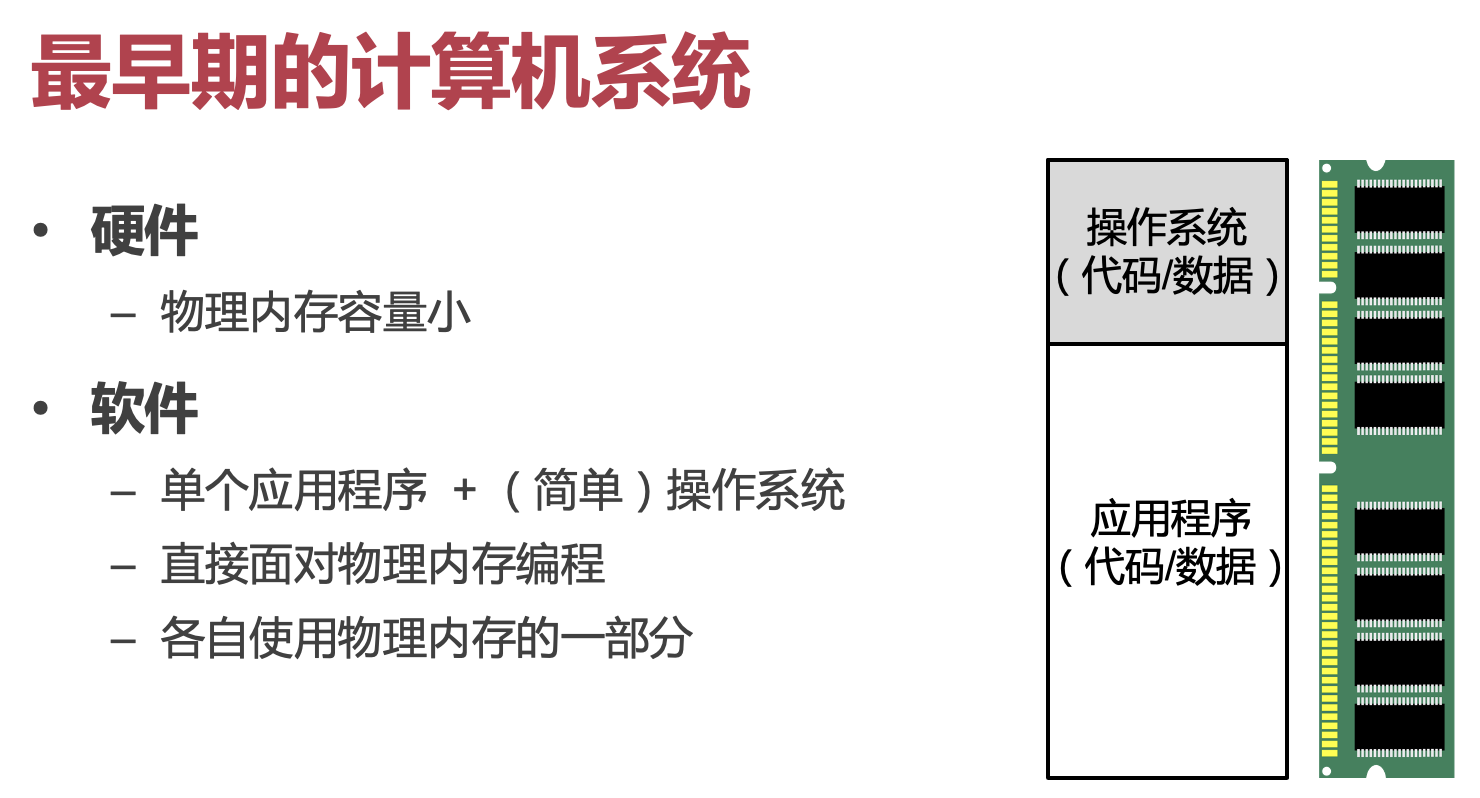 最早期的计算机系统
• 硬件
– 物理内存容量小
• 软件
– 单个应用程序 +（简单）操作系统
– 直接面对物理内存编程
– 各自使用物理内存的一部分
操作系统
（代码/数据）
应用程序
（代码/数据）